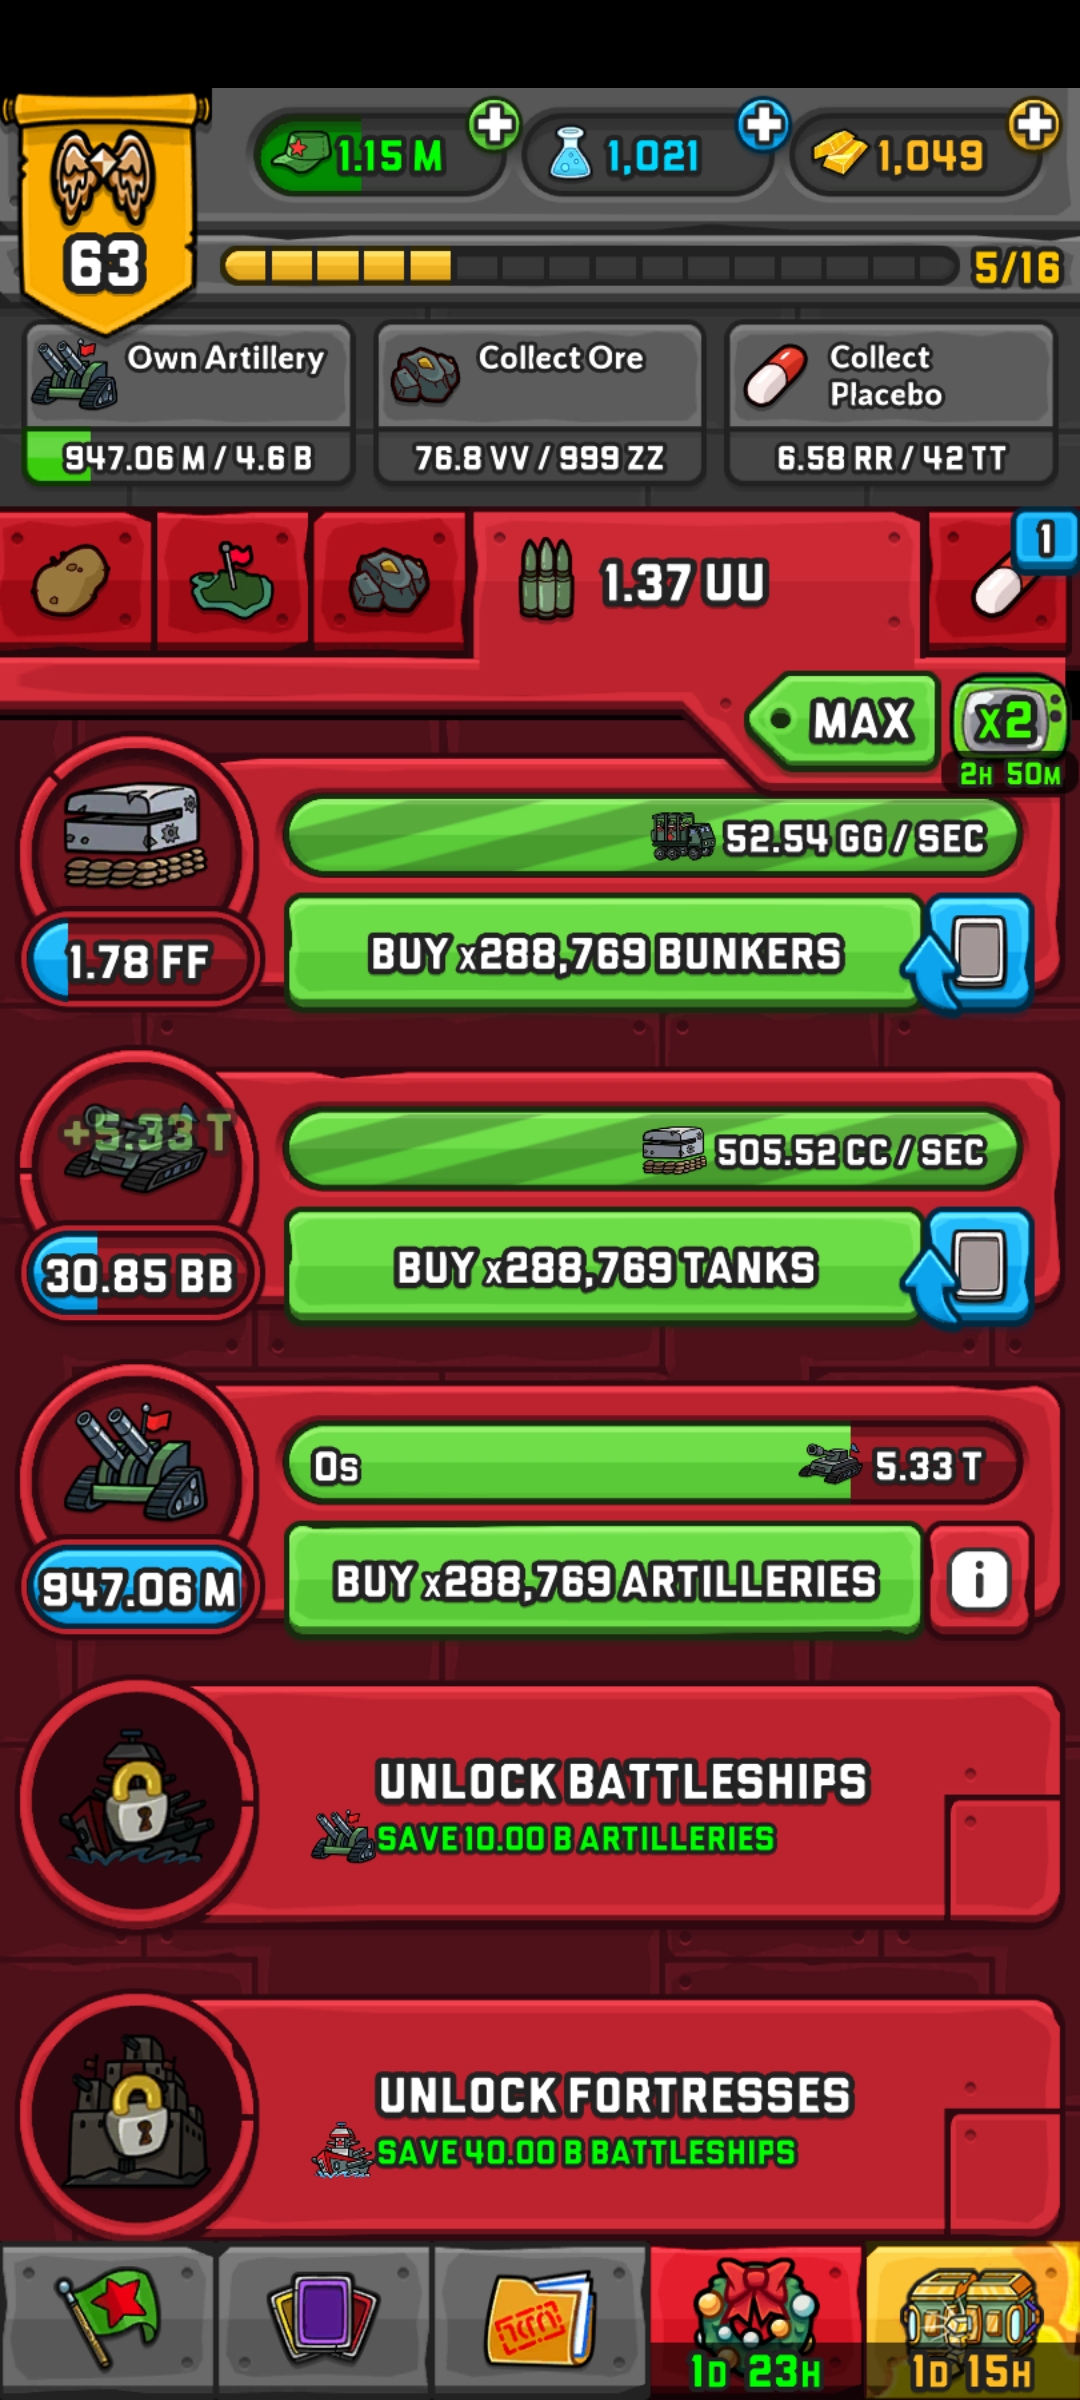 1.15 M
1,021
1,049
63
5/16
Own Artillery
947.06 M / 4.6 B
Collect Ore
76.8 VV / 999 ZZ
Collect
Placebo
6.58 RR / 42 TT
1.37 UU
1
MAX
x2
2H 50M
52.54 GG / SEC
1.78 FF
BUY x288,769 BUNKERS
+5.33 T
505.52 CC / SEC
30.85 BB
BUY x288,769 TANKS
0s
5.33 T
947.06 M
BUY x288,769 ARTILLERIES
i
UNLOCK BATTLESHIPS
SAVE 10.00 B ARTILLERIES
UNLOCK FORTRESSES
SAVE 40.00 B BATTLESHIPS
1D 23H
1D 15H